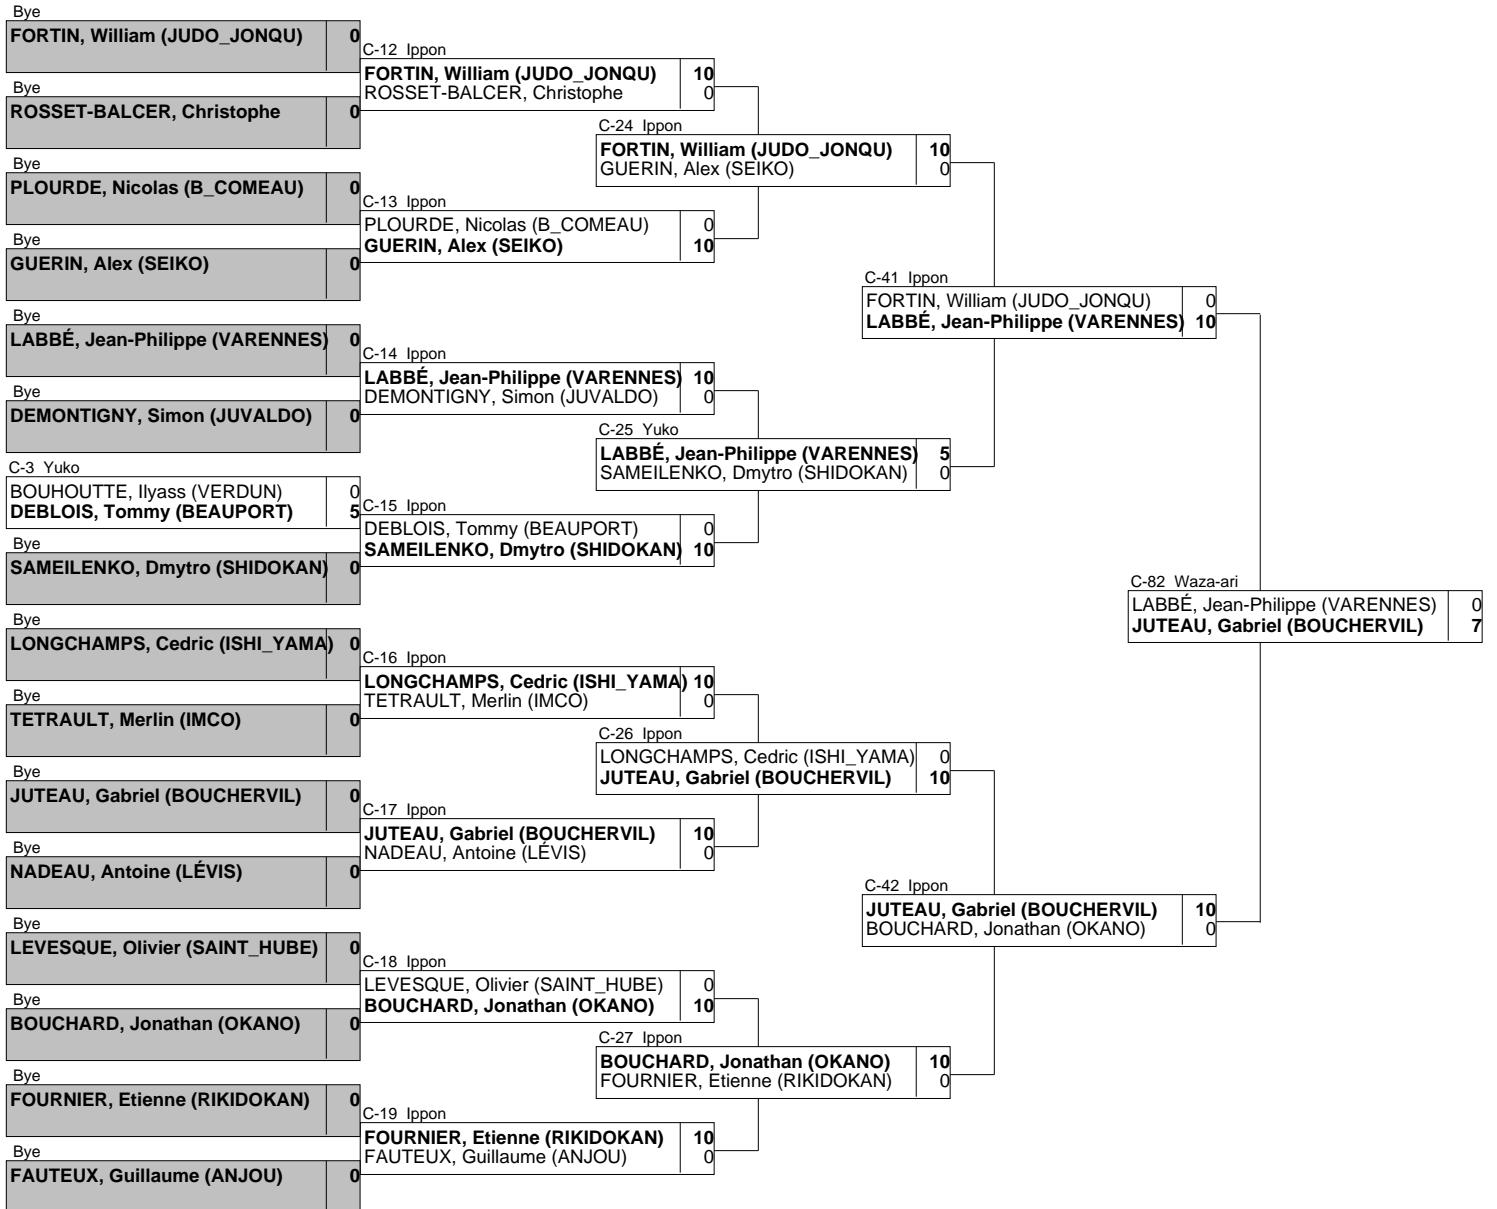 Bye
FORTIN, William (JUDO_JONQU) 0
Bye
ROSSET-BALCER, Christophe 0
Bye
PLOURDE, Nicolas (B_COMEAU) 0
Bye
GUERIN, Alex (SEIKO) 0
Bye
LABBÉ, Jean-Philippe (VARENNES) 0
Bye
DEMONTIGNY, Simon (JUVALDO) 0
C-3 Yuko
BOUHOUTTE, Ilyass (VERDUN) 0
DEBLOIS, Tommy (BEAUPORT) 5
Bye
SAMEILENKO, Dmytro (SHIDOKAN) 0
Bye
LONGCHAMPS, Cedric (ISHI_YAMA) 0
Bye
TETRAULT, Merlin (IMCO) 0
Bye
JUTEAU, Gabriel (BOUCHERVIL) 0
Bye
NADEAU, Antoine (LÉVIS) 0
Bye
LEVESQUE, Olivier (SAINT_HUBE) 0
Bye
BOUCHARD, Jonathan (OKANO) 0
Bye
FOURNIER, Etienne (RIKIDOKAN) 0
Bye
FAUTEUX, Guillaume (ANJOU) 0
C-12 Ippon
FORTIN, William (JUDO_JONQU) 10
ROSSET-BALCER, Christophe 0
C-13 Ippon
PLOURDE, Nicolas (B_COMEAU) 0
GUERIN, Alex (SEIKO) 10
C-14 Ippon
LABBÉ, Jean-Philippe (VARENNES) 10
DEMONTIGNY, Simon (JUVALDO) 0
C-15 Ippon
DEBLOIS, Tommy (BEAUPORT) 0
SAMEILENKO, Dmytro (SHIDOKAN) 10
C-16 Ippon
LONGCHAMPS, Cedric (ISHI_YAMA) 10
TETRAULT, Merlin (IMCO) 0
C-17 Ippon
JUTEAU, Gabriel (BOUCHERVIL) 10
NADEAU, Antoine (LÉVIS) 0
C-18 Ippon
LEVESQUE, Olivier (SAINT_HUBE) 0
BOUCHARD, Jonathan (OKANO) 10
C-19 Ippon
FOURNIER, Etienne (RIKIDOKAN) 10
FAUTEUX, Guillaume (ANJOU) 0
C-24 Ippon
FORTIN, William (JUDO_JONQU) 10
GUERIN, Alex (SEIKO) 0
C-25 Yuko
LABBÉ, Jean-Philippe (VARENNES) 5
SAMEILENKO, Dmytro (SHIDOKAN) 0
C-26 Ippon
LONGCHAMPS, Cedric (ISHI_YAMA) 0
JUTEAU, Gabriel (BOUCHERVIL) 10
C-27 Ippon
BOUCHARD, Jonathan (OKANO) 10
FOURNIER, Etienne (RIKIDOKAN) 0
C-41 Ippon
FORTIN, William (JUDO_JONQU) 0
LABBÉ, Jean-Philippe (VARENNES) 10
C-42 Ippon
JUTEAU, Gabriel (BOUCHERVIL) 10
BOUCHARD, Jonathan (OKANO) 0
C-82 Waza-ari
LABBÉ, Jean-Philippe (VARENNES) 0
JUTEAU, Gabriel (BOUCHERVIL) 7